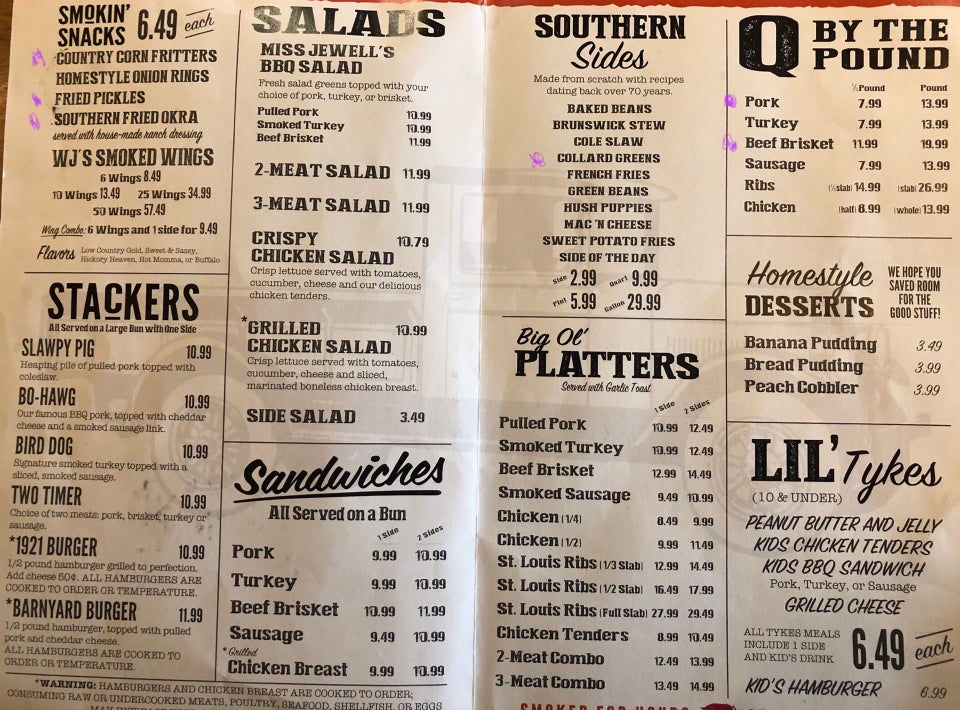 SMOKIN'
SNACKS 6.49 each
COUNTRY CORN FRITTERS
HOMESTYLE ONION RINGS
FRIED PICKLES
SOUTHERN FRIED OKRA
served with house-made ranch dressing
WJ'S SMOKED WINGS
6 Wings 8.49
10 Wings 13.49 25 Wings 34.99
50 Wings 57.49
Wing Combo: 6 Wings and 1 side for 9.49
Flavors Low Country Gold, Sweet & Sassy,
Hickory Heaven, Hot Momma, or Buffalo
STACKERS
All Served on a Large Bun with One Side
SLAWPY PIG 10.99
Heaping pile of pulled pork topped with
coleslaw.
BO-HAWG 10.99
Our famous BBQ pork, topped with cheddar
cheese and a smoked sausage link.
BIRD DOG 10.99
Signature smoked turkey topped with a
sliced, smoked sausage.
TWO TIMER 10.99
Choice of two meats: pork, brisket, turkey or
sausage.
*1921 BURGER 10.99
1/2 pound hamburger grilled to perfection.
Add cheese 50¢. ALL HAMBURGERS ARE
COOKED TO ORDER OR TEMPERATURE.
*BARNYARD BURGER 11.99
1/2 pound hamburger, topped with pulled
pork and cheddar cheese.
ALL HAMBURGERS ARE COOKED TO
ORDER OR TEMPERATURE.
*WARNING: HAMBURGERS AND CHICKEN BREAST ARE COOKED TO ORDER;
CONSUMING RAW OR UNDERCOOKED MEATS, POULTRY, SEAFOOD, SHELLFISH, OR EGGS
SALADS
MISS JEWELL'S
BBQ SALAD
Fresh salad greens topped with your
choice of pork, turkey, or brisket.
Pulled Pork 10.99
Smoked Turkey 10.99
Beef Brisket 11.99
2-MEAT SALAD 11.99
3-MEAT SALAD 11.99
CRISPY 10.79
CHICKEN SALAD
Crisp lettuce served with tomatoes,
cucumber, cheese and our delicious
chicken tenders.
*GRILLED 10.99
CHICKEN SALAD
Crisp lettuce served with tomatoes,
cucumber, cheese and sliced,
marinated boneless chicken breast.
SIDE SALAD 3.49
Sandwiches
All Served on a Bun
1 Side 2 Sides
Pork 9.99 10.99
Turkey 9.99 10.99
Beef Brisket 10.99 11.99
Sausage 9.49 10.99
*Grilled
Chicken Breast 9.99 10.99
SOUTHERN
Sides
Made from scratch with recipes
dating back over 70 years.
BAKED BEANS
BRUNSWICK STEW
COLE SLAW
COLLARD GREENS
FRENCH FRIES
GREEN BEANS
HUSH PUPPIES
MAC 'N CHEESE
SWEET POTATO FRIES
SIDE OF THE DAY
Side 2.99 Quart 9.99
Pint 5.99 Gallon 29.99
Big Ol'
PLATTERS
Served with Garlic Toast
1 Side 2 Sides
Pulled Pork 10.99 12.49
Smoked Turkey 10.99 12.49
Beef Brisket 12.99 14.49
Smoked Sausage 9.49 10.99
Chicken (1/4) 8.49 9.99
Chicken (1/2) 9.99 11.49
St. Louis Ribs (1/3 Slab) 12.99 14.49
St. Louis Ribs (1/2 Slab) 16.49 17.99
St. Louis Ribs (Full Slab) 27.99 29.49
Chicken Tenders 8.99 10.49
2-Meat Combo 12.49 13.99
3-Meat Combo 13.49 14.99
Q BY THE
POUND
½Pound Pound
Pork 7.99 13.99
Turkey 7.99 13.99
Beef Brisket 11.99 19.99
Sausage 7.99 13.99
Ribs (½slab) 14.99 (slab) 26.99
Chicken (half) 8.99 (whole) 13.99
Homestyle
DESSERTS
WE HOPE YOU
SAVED ROOM
FOR THE
GOOD STUFF!
Banana Pudding 3.49
Bread Pudding 3.99
Peach Cobbler 3.99
LIL' Tykes
(10 & UNDER)
PEANUT BUTTER AND JELLY
KIDS CHICKEN TENDERS
KIDS BBQ SANDWICH
Pork, Turkey, or Sausage
GRILLED CHEESE
ALL TYKES MEALS
INCLUDE 1 SIDE
AND KID'S DRINK
6.49 each
KID'S HAMBURGER 6.99